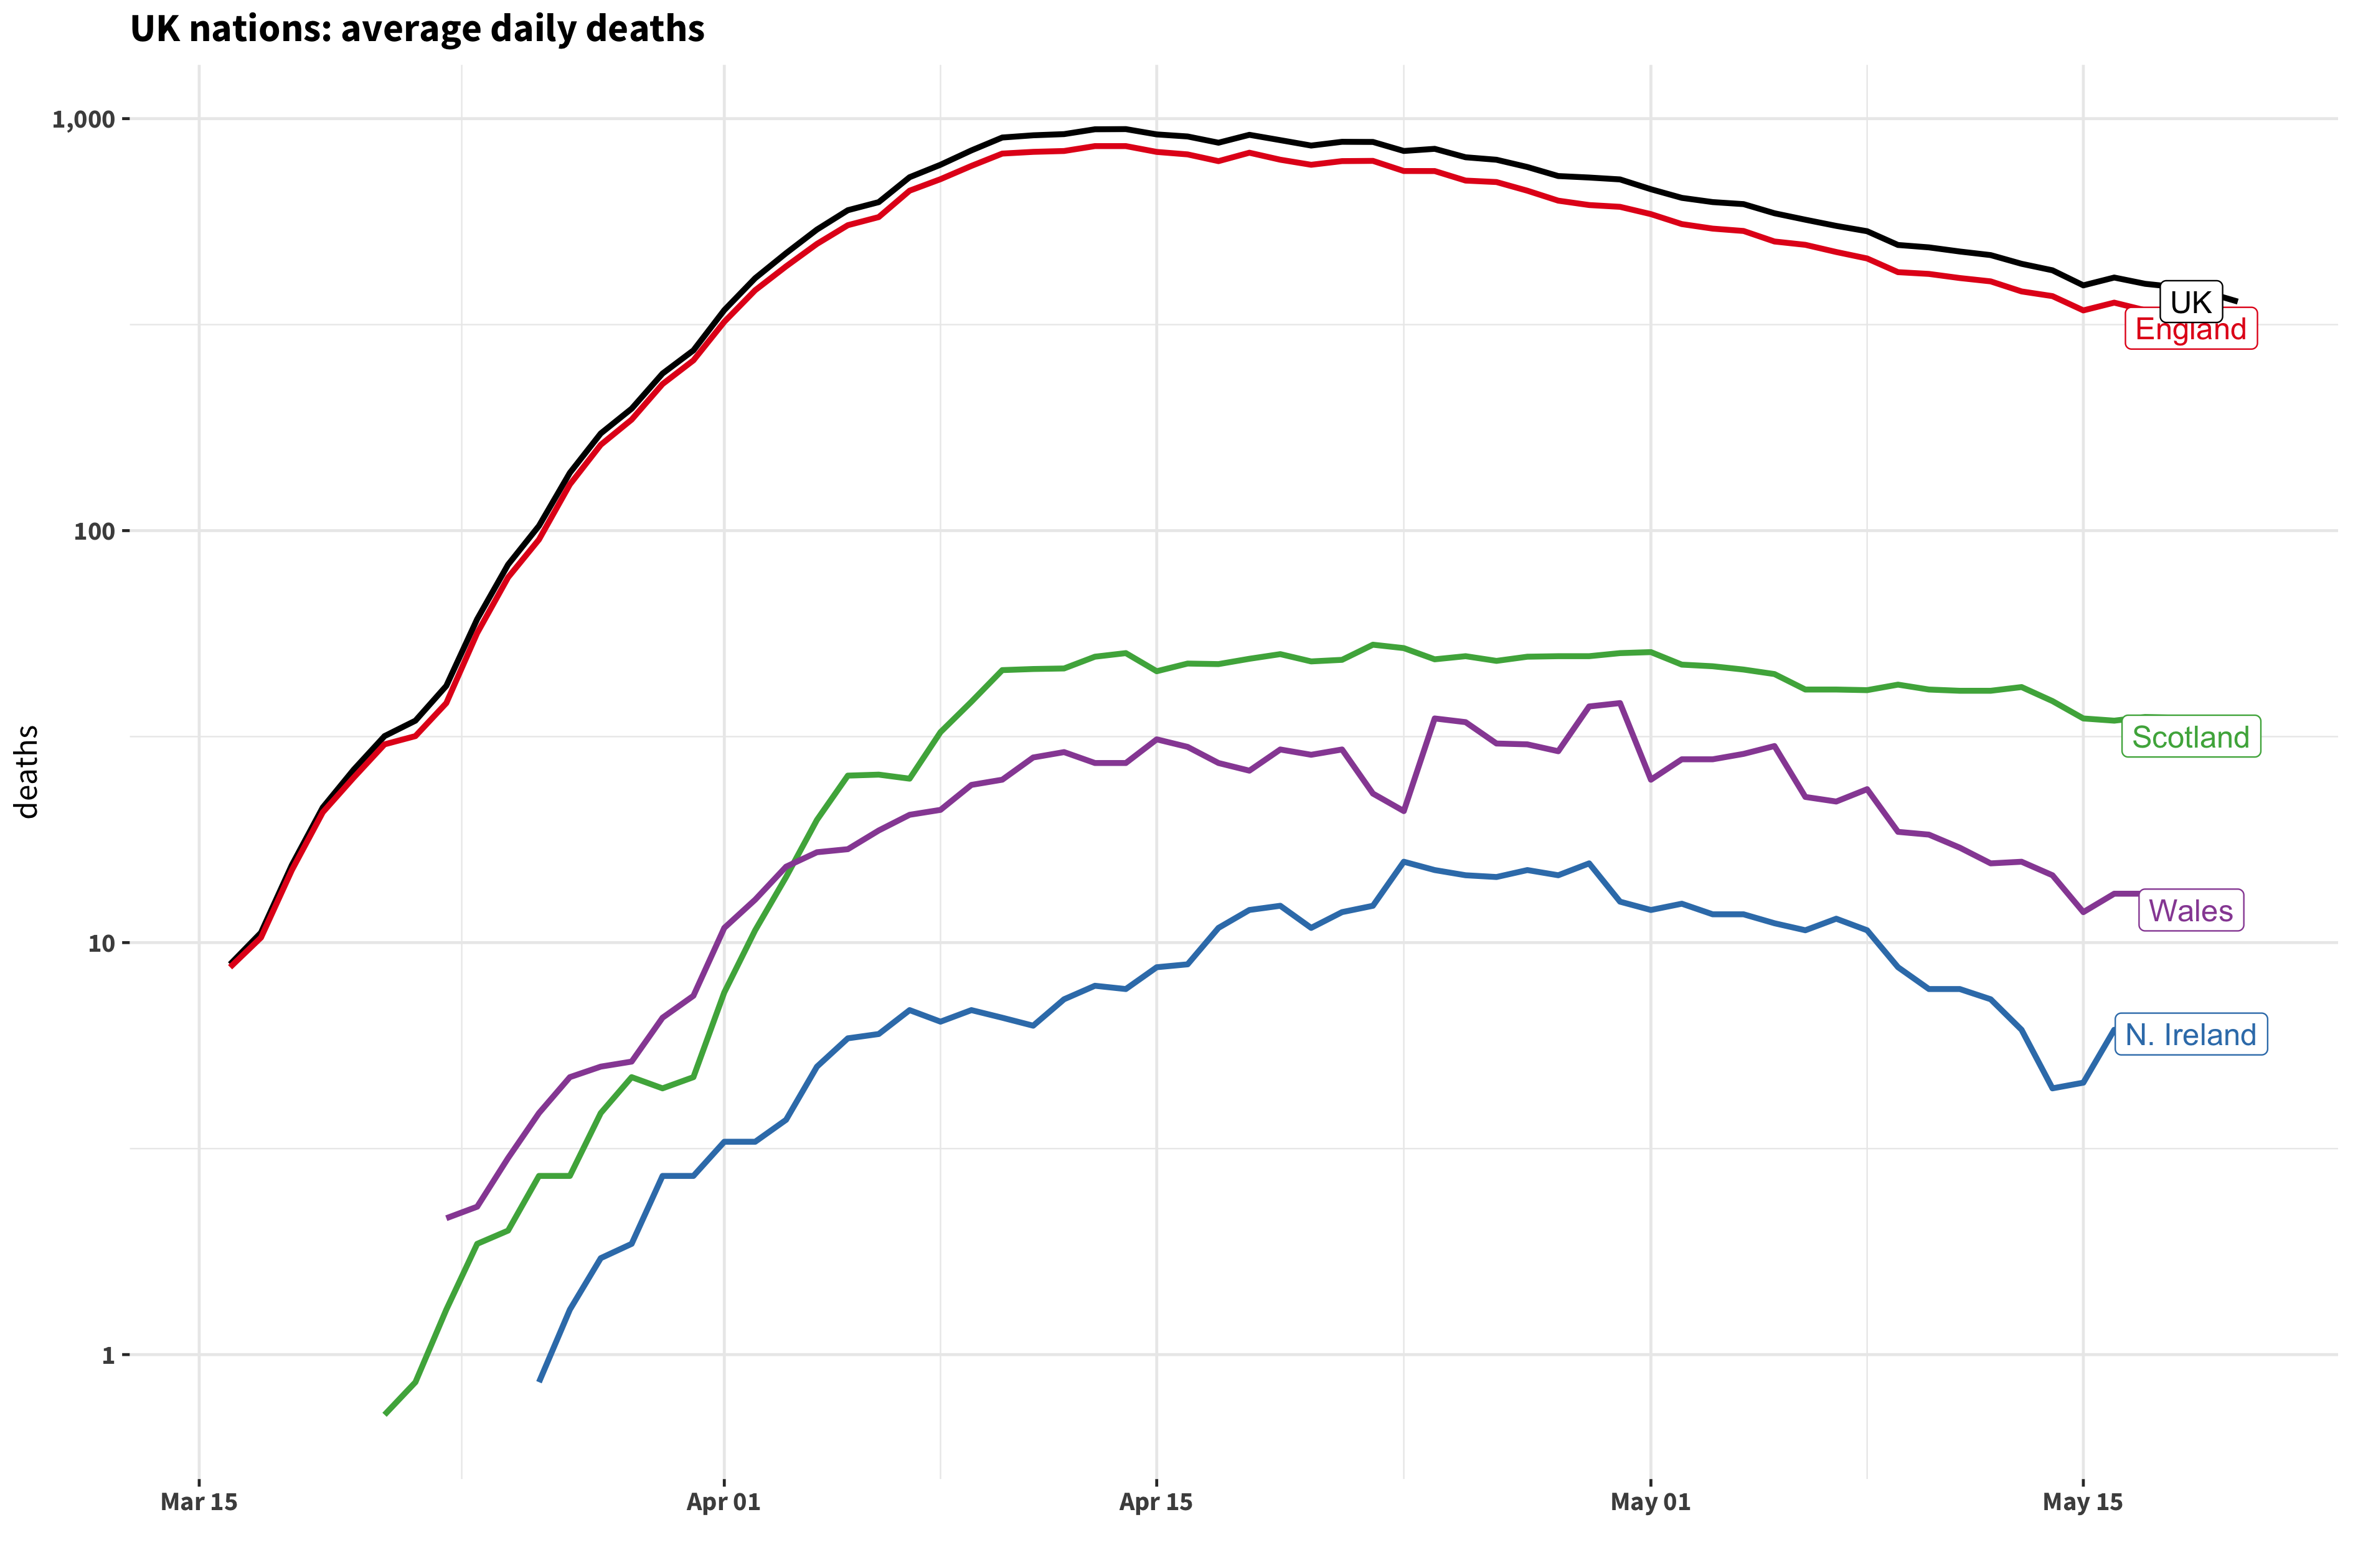 UK nations: average daily deaths
1,000
100
10
1
deaths
UK
England
Scotland
Wales
N. Ireland
Mar 15
Apr 01
Apr 15
May 01
May 15